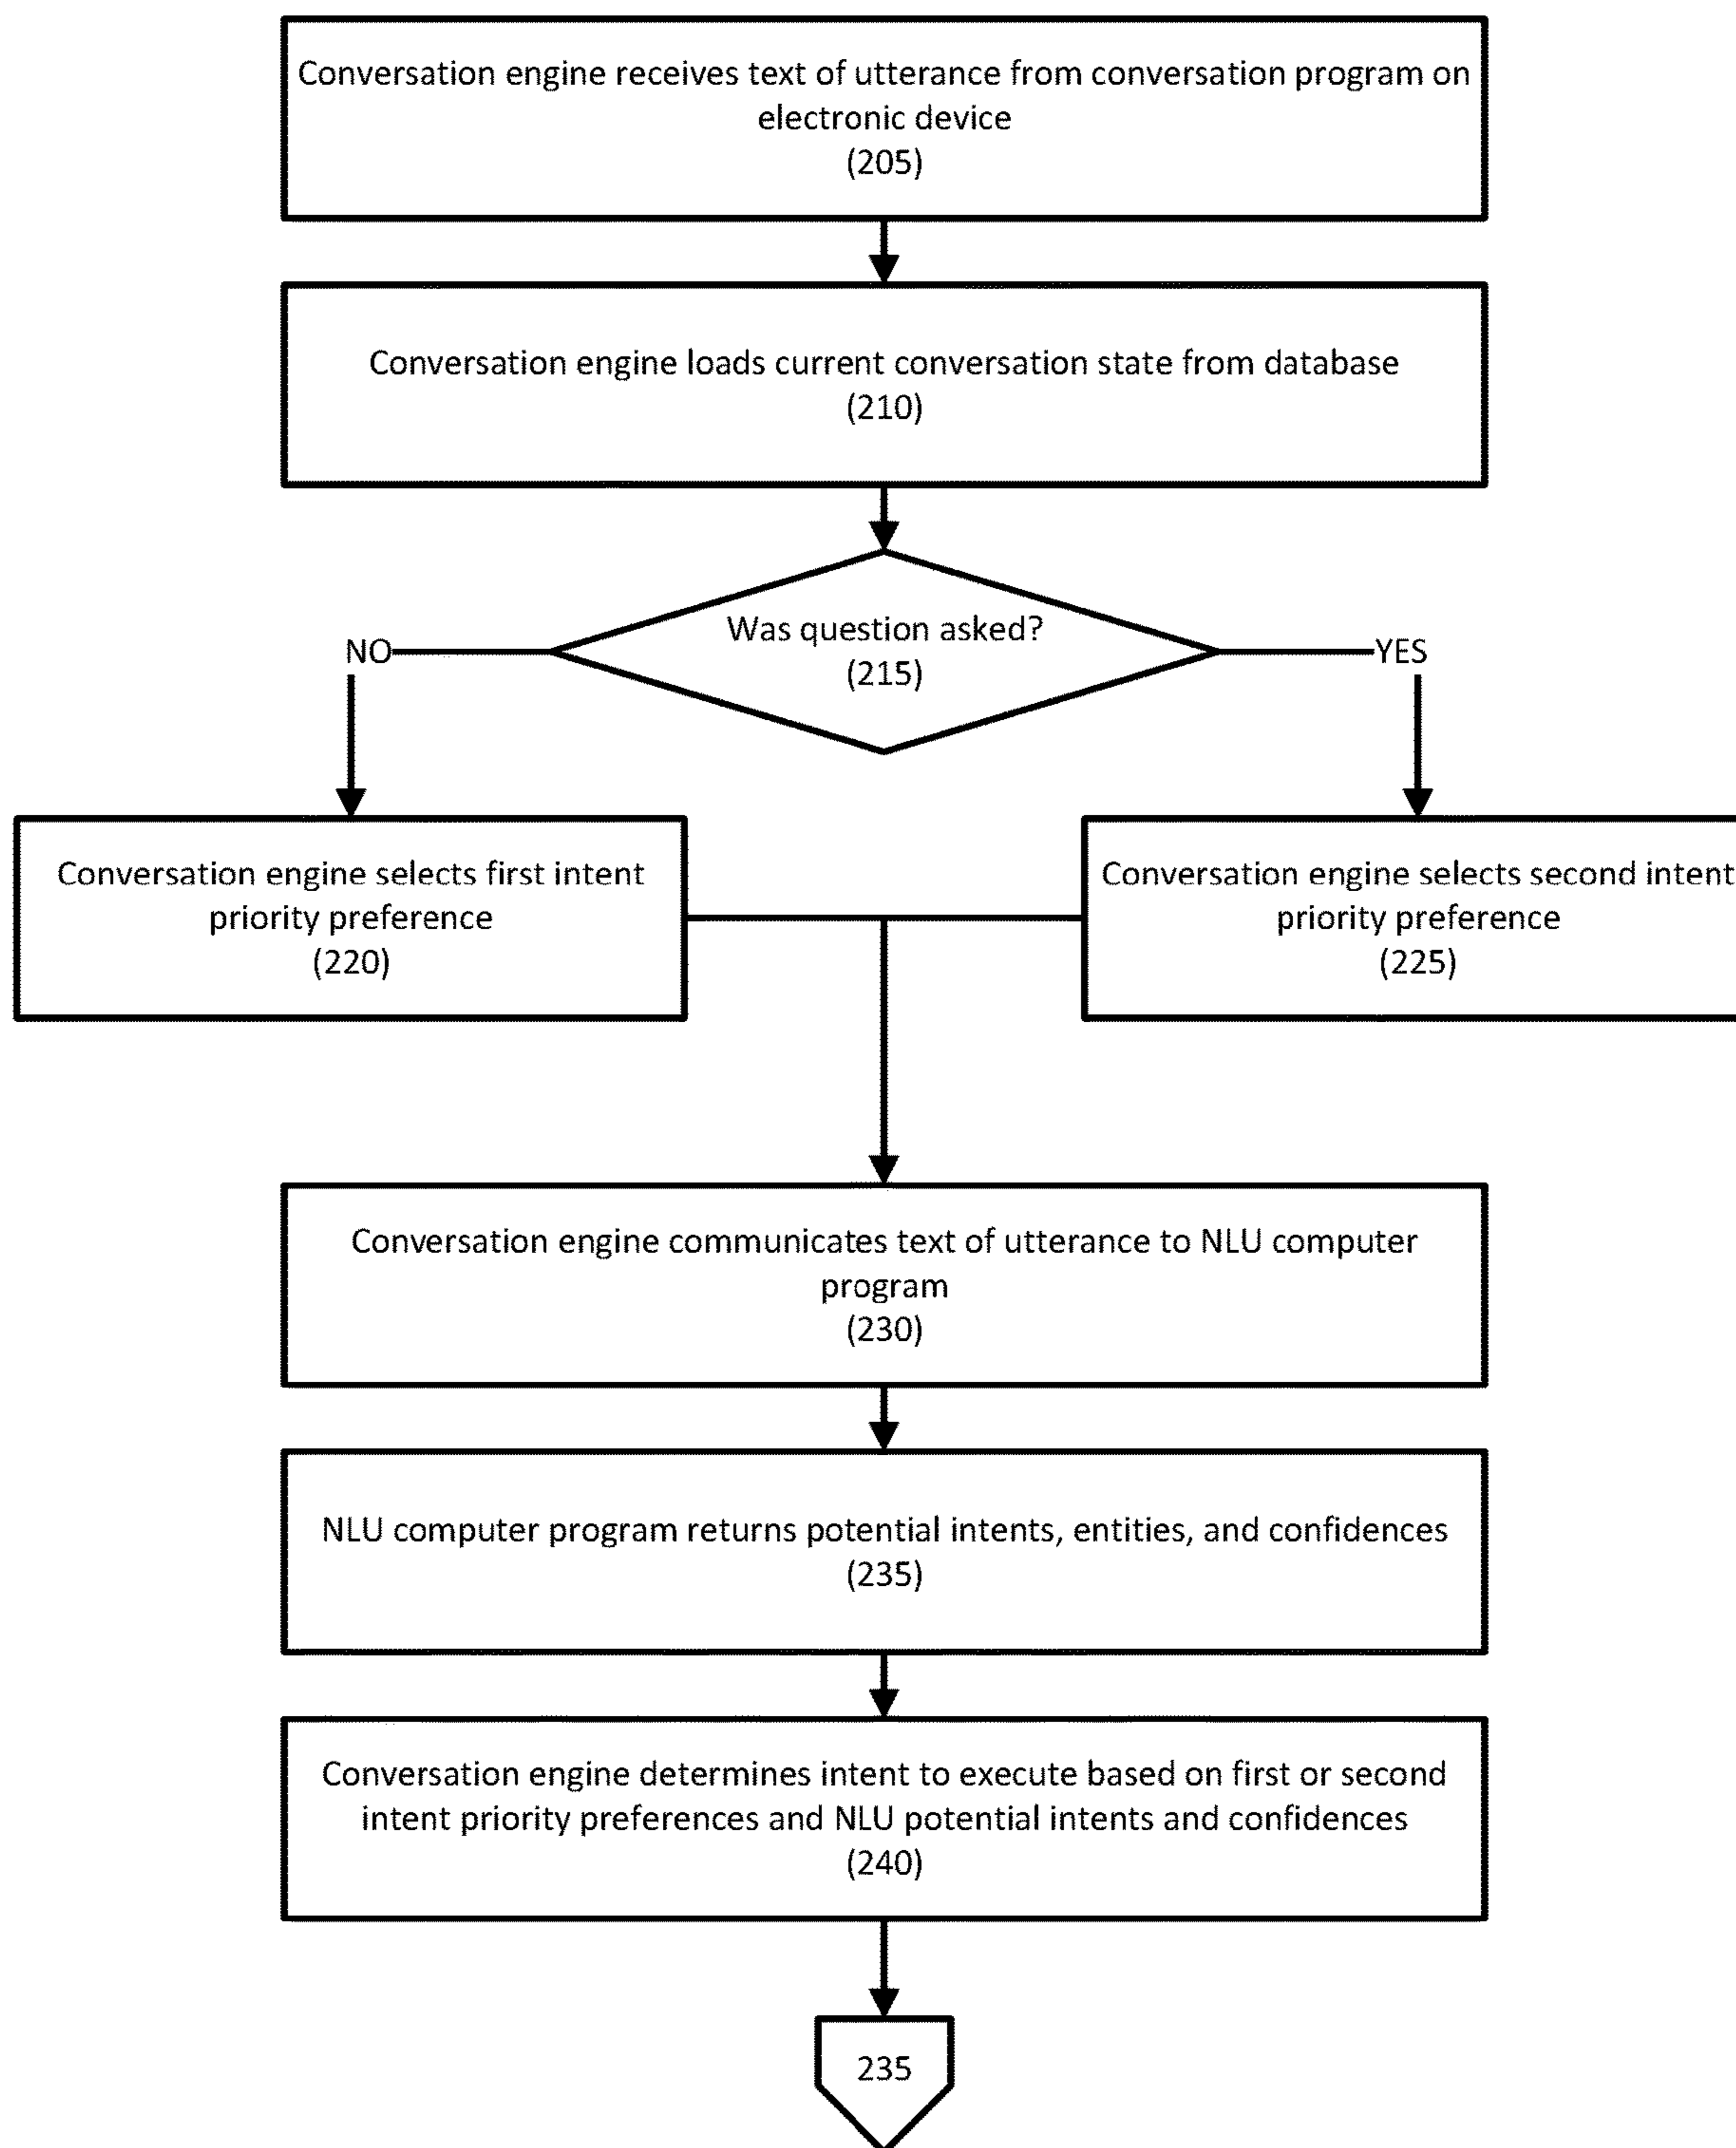 Conversation engine receives text of utterance from conversation program on
electronic device
(205)
Conversation engine loads current conversation state from database
(210)
Was question asked?
(215)
NO
YES
Conversation engine selects first intent
priority preference
(220)
Conversation engine selects second intent
priority preference
(225)
Conversation engine communicates text of utterance to NLU computer
program
(230)
NLU computer program returns potential intents, entities, and confidences
(235)
Conversation engine determines intent to execute based on first or second
intent priority preferences and NLU potential intents and confidences
(240)
235